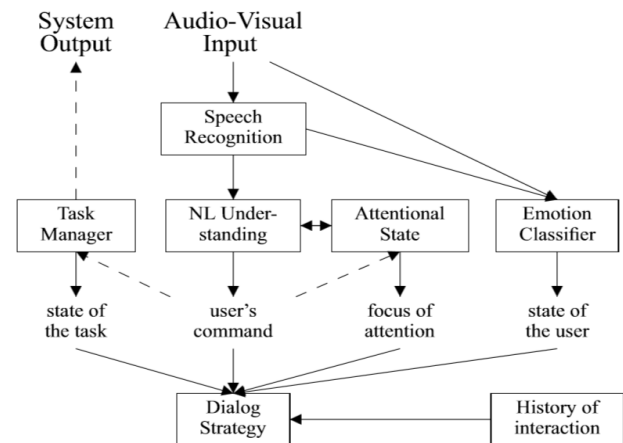 System
Output
Audio-Visual
Input
Speech
Recognition
Task
Manager
NL Under-
standing
Attentional
State
Emotion
Classifier
state of
the task
user's
command
focus of
attention
state of
the user
Dialog
Strategy
History of
interaction